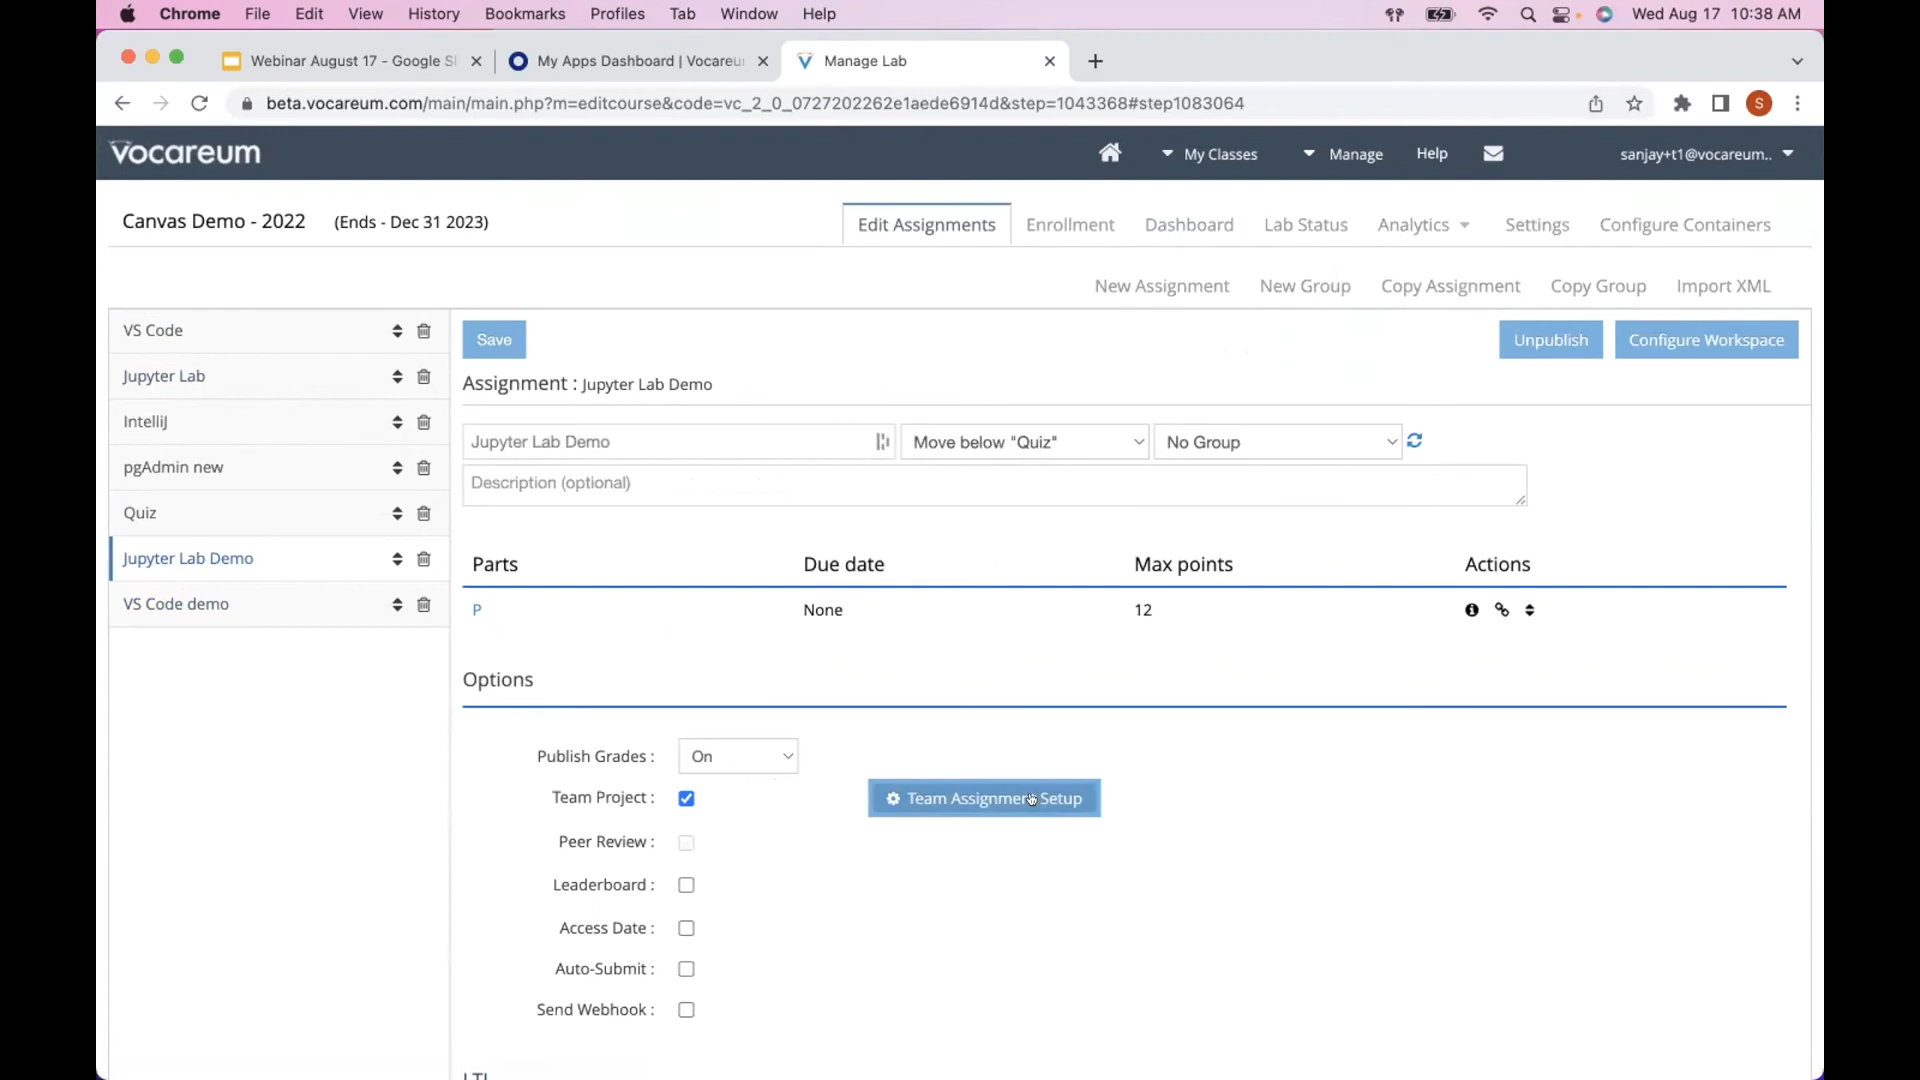 Chrome File Edit View History Bookmarks Profiles Tab Window Help Wed Aug 17 10:38 AM
Webinar August 17 - Google Sl My Apps Dashboard | Vocareu Manage Lab
beta.vocareum.com/main/main.php?m=editcourse&code=vc_2_0_0727202262e1aede6914d&step=1043368#step1083064 S
vocareum My Classes Manage Help sanjay+t1@vocareum..
Canvas Demo - 2022 (Ends - Dec 31 2023) Edit Assignments Enrollment Dashboard Lab Status Analytics Settings Configure Containers
New Assignment New Group Copy Assignment Copy Group Import XML
VS Code
Jupyter Lab
IntelliJ
pgAdmin new
Quiz
Jupyter Lab Demo
VS Code demo
Save Unpublish Configure Workspace
Assignment : Jupyter Lab Demo
Jupyter Lab Demo Move below "Quiz" No Group
Description (optional)
Parts Due date Max points Actions
P None 12
Options
Publish Grades : On
Team Project : Team Assignment Setup
Peer Review :
Leaderboard :
Access Date :
Auto-Submit :
Send Webhook :
LTI